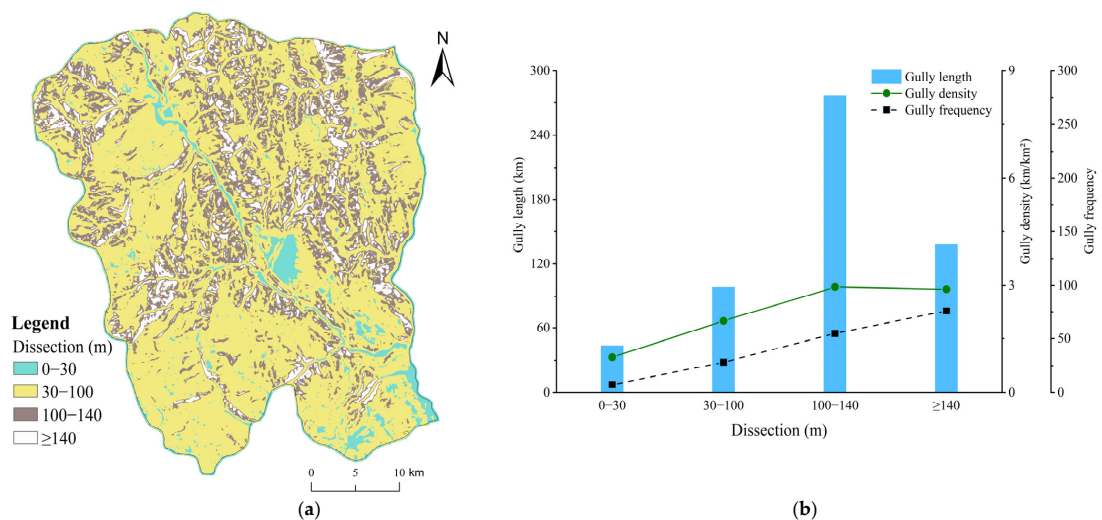 N
Legend
Dissection (m)
0−30
30−100
100−140
≥140
0 5 10 km
(a)
300
240
180
120
60
0
Gully length (km)
Gully length
Gully density
Gully frequency
9
6
3
0
Gully density (km/km²)
300
250
200
150
100
50
0
Gully frequency
0−30 30−100 100−140 ≥140
Dissection (m)
(b)